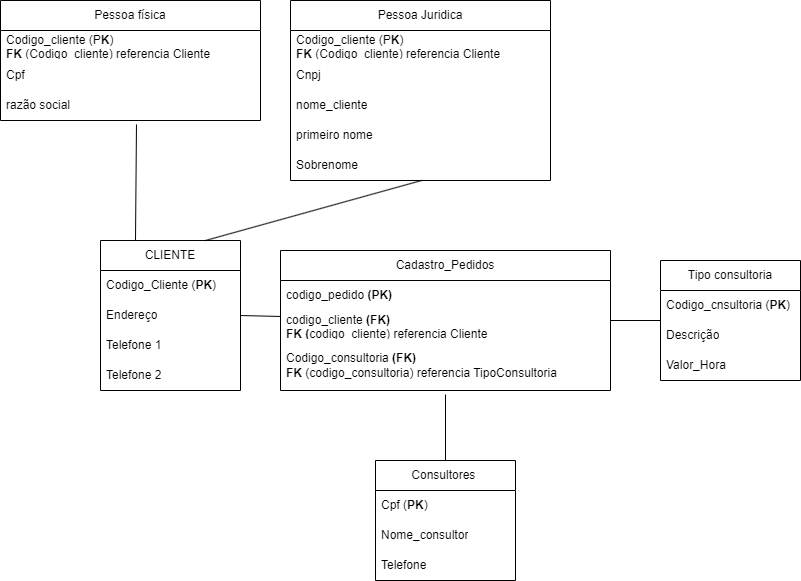 Pessoa física
Codigo_cliente (PK)
FK (Codigo_cliente) referencia Cliente
Cpf
razão social
Pessoa Juridica
Codigo_cliente (PK)
FK (Codigo_cliente) referencia Cliente
Cnpj
nome_cliente
primeiro nome
Sobrenome
CLIENTE
Codigo_Cliente (PK)
Endereço
Telefone 1
Telefone 2
Cadastro_Pedidos
codigo_pedido (PK)
codigo_cliente (FK)
FK (codigo_cliente) referencia Cliente
Codigo_consultoria (FK)
FK (codigo_consultoria) referencia TipoConsultoria
Tipo consultoria
Codigo_cnsultoria (PK)
Descrição
Valor_Hora
Consultores
Cpf (PK)
Nome_consultor
Telefone